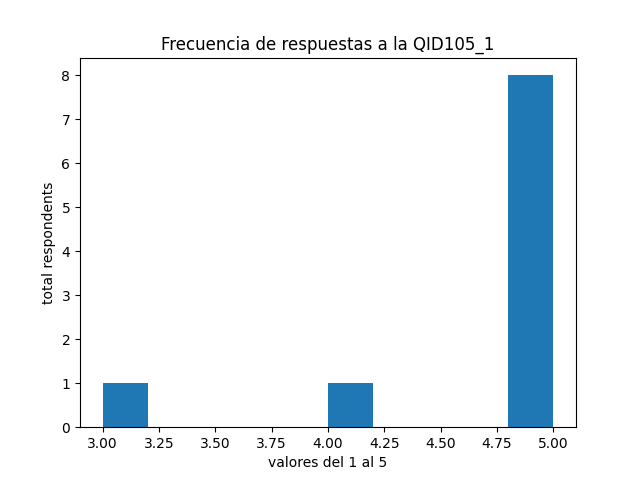 Frecuencia de respuestas a la QID105_1
8
7
6
5
4
3
2
1
0
total respondents
3.00 3.25 3.50 3.75 4.00 4.25 4.50 4.75 5.00
valores del 1 al 5